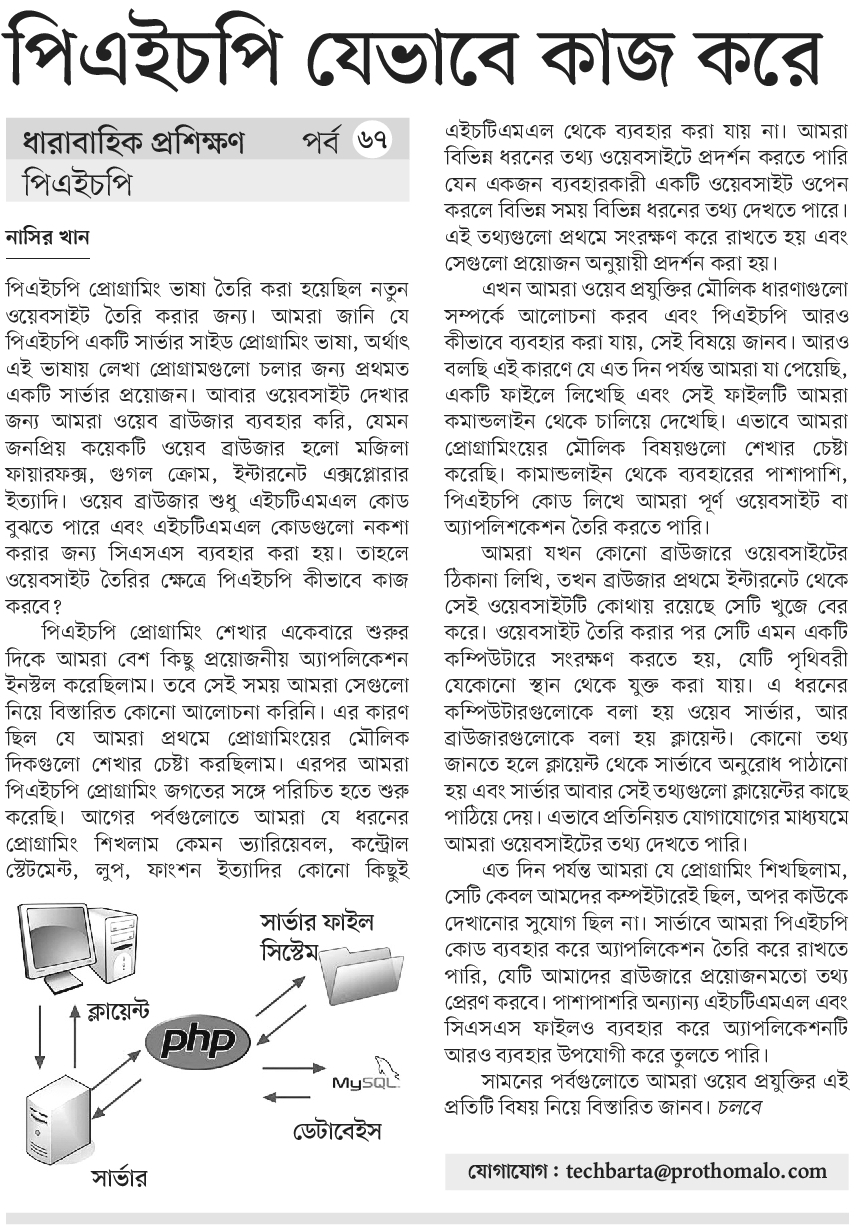 পিএইচপি যেভাবে কাজ করে
ধারাবাহিক প্রশিক্ষণ পর্ব ৬৭
পিএইচপি
নাসির খান
পিএইচপি প্রোগ্রামিং ভাষা তৈরি করা হয়েছিল নতুন
ওয়েবসাইট তৈরি করার জন্য। আমরা জানি যে
পিএইচপি একটি সার্ভার সাইড প্রোগ্রামিং ভাষা, অর্থাৎ
এই ভাষায় লেখা প্রোগ্রামগুলো চলার জন্য প্রথমত
একটি সার্ভার প্রয়োজন। আবার ওয়েবসাইট দেখার
জন্য আমরা ওয়েব ব্রাউজার ব্যবহার করি, যেমন
জনপ্রিয় কয়েকটি ওয়েব ব্রাউজার হলো মজিলা
ফায়ারফক্স, গুগল ক্রোম, ইন্টারনেট এক্সপ্লোরার
ইত্যাদি। ওয়েব ব্রাউজার শুধু এইচটিএমএল কোড
বুঝতে পারে এবং এইচটিএমএল কোডগুলো নকশা
করার জন্য সিএসএস ব্যবহার করা হয়। তাহলে
ওয়েবসাইট তৈরির ক্ষেত্রে পিএইচপি কীভাবে কাজ
করবে?
পিএইচপি প্রোগ্রামিং শেখার একেবারে শুরুর
দিকে আমরা বেশ কিছু প্রয়োজনীয় অ্যাপলিকেশন
ইনস্টল করেছিলাম। তবে সেই সময় আমরা সেগুলো
নিয়ে বিস্তারিত কোনো আলোচনা করিনি। এর কারণ
ছিল যে আমরা প্রথমে প্রোগ্রামিংয়ের মৌলিক
দিকগুলো শেখার চেষ্টা করছিলাম। এরপর আমরা
পিএইচপি প্রোগ্রামিং জগতের সঙ্গে পরিচিত হতে শুরু
করেছি। আগের পর্বগুলোতে আমরা যে ধরনের
প্রোগ্রামিং শিখলাম কেমন ভ্যারিয়েবল, কন্ট্রোল
স্টেটমেন্ট, লুপ, ফাংশন ইত্যাদির কোনো কিছুই
ক্লায়েন্ট
সার্ভার ফাইল
সিস্টেম
php
MySQL
ডেটাবেইস
সার্ভার
এইচটিএমএল থেকে ব্যবহার করা যায় না। আমরা
বিভিন্ন ধরনের তথ্য ওয়েবসাইটে প্রদর্শন করতে পারি
যেন একজন ব্যবহারকারী একটি ওয়েবসাইট ওপেন
করলে বিভিন্ন সময় বিভিন্ন ধরনের তথ্য দেখতে পারে।
এই তথ্যগুলো প্রথমে সংরক্ষণ করে রাখতে হয় এবং
সেগুলো প্রয়োজন অনুয়ায়ী প্রদর্শন করা হয়।
এখন আমরা ওয়েব প্রযুক্তির মৌলিক ধারণাগুলো
সম্পর্কে আলোচনা করব এবং পিএইচপি আরও
কীভাবে ব্যবহার করা যায়, সেই বিষয়ে জানব। আরও
বলছি এই কারণে যে এত দিন পর্যন্ত আমরা যা পেয়েছি,
একটি ফাইলে লিখেছি এবং সেই ফাইলটি আমরা
কমান্ডলাইন থেকে চালিয়ে দেখেছি। এভাবে আমরা
প্রোগ্রামিংয়ের মৌলিক বিষয়গুলো শেখার চেষ্টা
করেছি। কামান্ডলাইন থেকে ব্যবহারের পাশাপাশি,
পিএইচপি কোড লিখে আমরা পূর্ণ ওয়েবসাইট বা
অ্যাপলিশকেশন তৈরি করতে পারি।
আমরা যখন কোনো ব্রাউজারে ওয়েবসাইটের
ঠিকানা লিখি, তখন ব্রাউজার প্রথমে ইন্টারনেট থেকে
সেই ওয়েবসাইটটি কোথায় রয়েছে সেটি খুজে বের
করে। ওয়েবসাইট তৈরি করার পর সেটি এমন একটি
কম্পিউটারে সংরক্ষণ করতে হয়, যেটি পৃথিবরী
যেকোনো স্থান থেকে যুক্ত করা যায়। এ ধরনের
কম্পিউটারগুলোকে বলা হয় ওয়েব সার্ভার, আর
ব্রাউজারগুলোকে বলা হয় ক্লায়েন্ট। কোনো তথ্য
জানতে হলে ক্লায়েন্ট থেকে সার্ভাবে অনুরোধ পাঠানো
হয় এবং সার্ভার আবার সেই তথ্যগুলো ক্লায়েন্টের কাছে
পাঠিয়ে দেয়। এভাবে প্রতিনিয়ত যোগাযোগের মাধ্যযমে
আমরা ওয়েবসাইটের তথ্য দেখতে পারি।
এত দিন পর্যন্ত আমরা যে প্রোগ্রামিং শিখছিলাম,
সেটি কেবল আমদের কম্পইটারেই ছিল, অপর কাউকে
দেখানোর সুযোগ ছিল না। সার্ভাবে আমরা পিএইচপি
কোড ব্যবহার করে অ্যাপলিকেশন তৈরি করে রাখতে
পারি, যেটি আমাদের ব্রাউজারে প্রয়োজনমতো তথ্য
প্রেরণ করবে। পাশাপাশরি অন্যান্য এইচটিএমএল এবং
সিএসএস ফাইলও ব্যবহার করে অ্যাপলিকেশনটি
আরও ব্যবহার উপযোগী করে তুলতে পারি।
সামনের পর্বগুলোতে আমরা ওয়েব প্রযুক্তির এই
প্রতিটি বিষয় নিয়ে বিস্তারিত জানব। চলবে
যোগাযোগ : techbarta@prothomalo.com